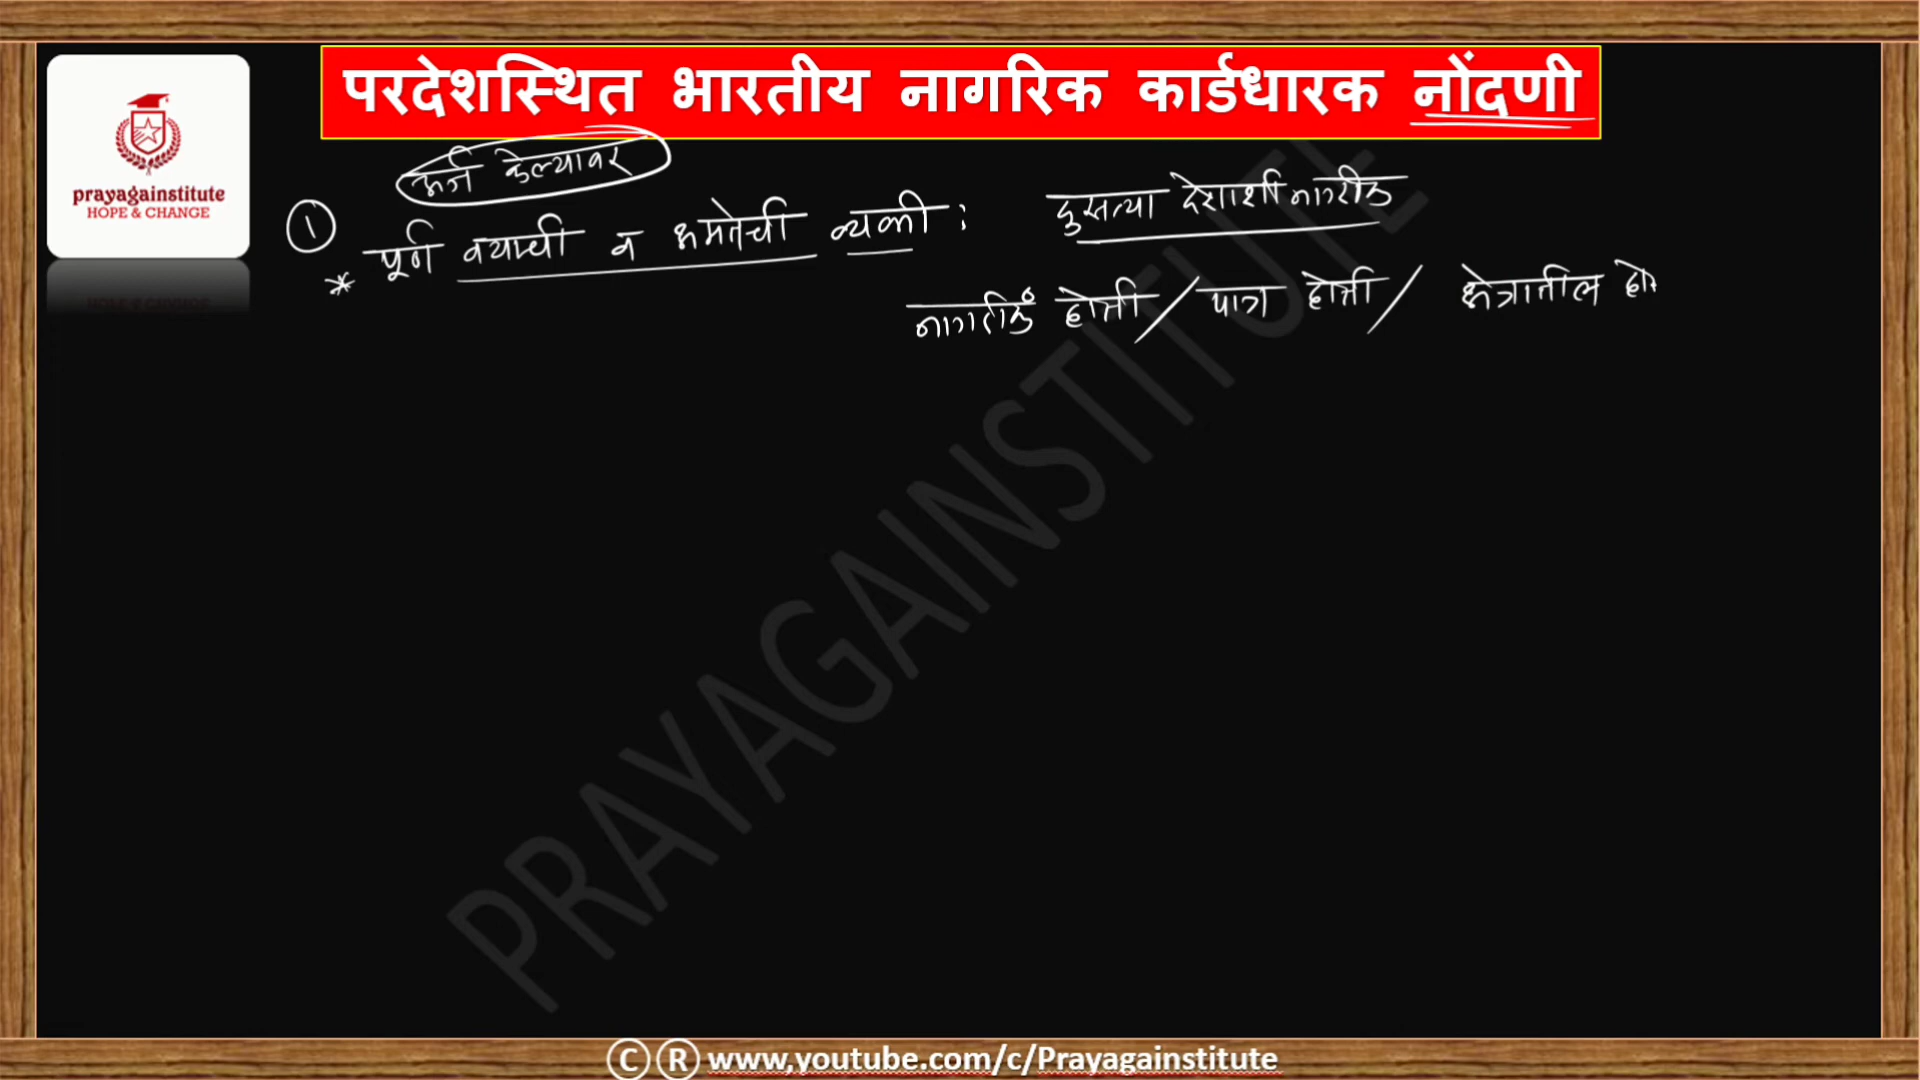 परदेशस्थित भारतीय नागरिक कार्डधारक नोंदणी
prayagainstitute
HOPE & CHANGE
अर्ज केल्यावर
१ पूर्ण वयाची व क्षमतेची व्यक्ती : दुसऱ्या देशाशी नागरीक
* नागरीक होती / पात्र होती / क्षेत्रातील हो
PRAYAGAINSTITUTE
© ® www.youtube.com/c/Prayagainstitute